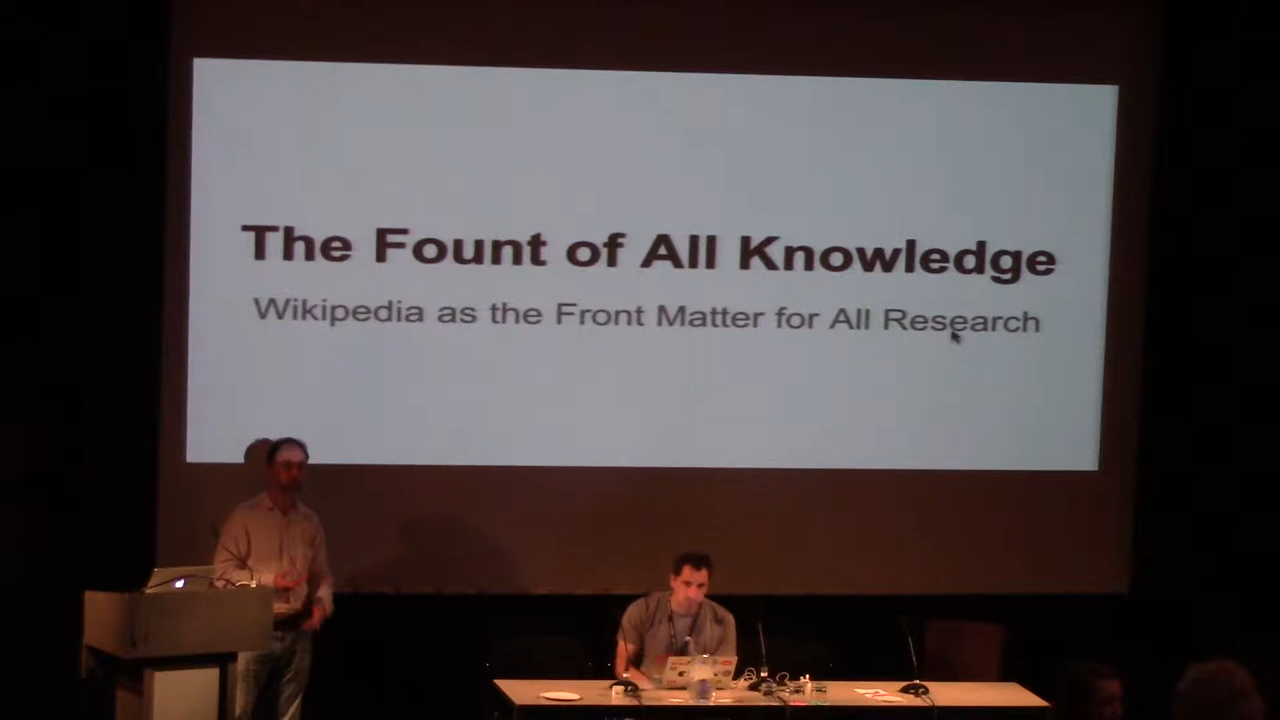 The Fount of All Knowledge
Wikipedia as the Front Matter for All Research